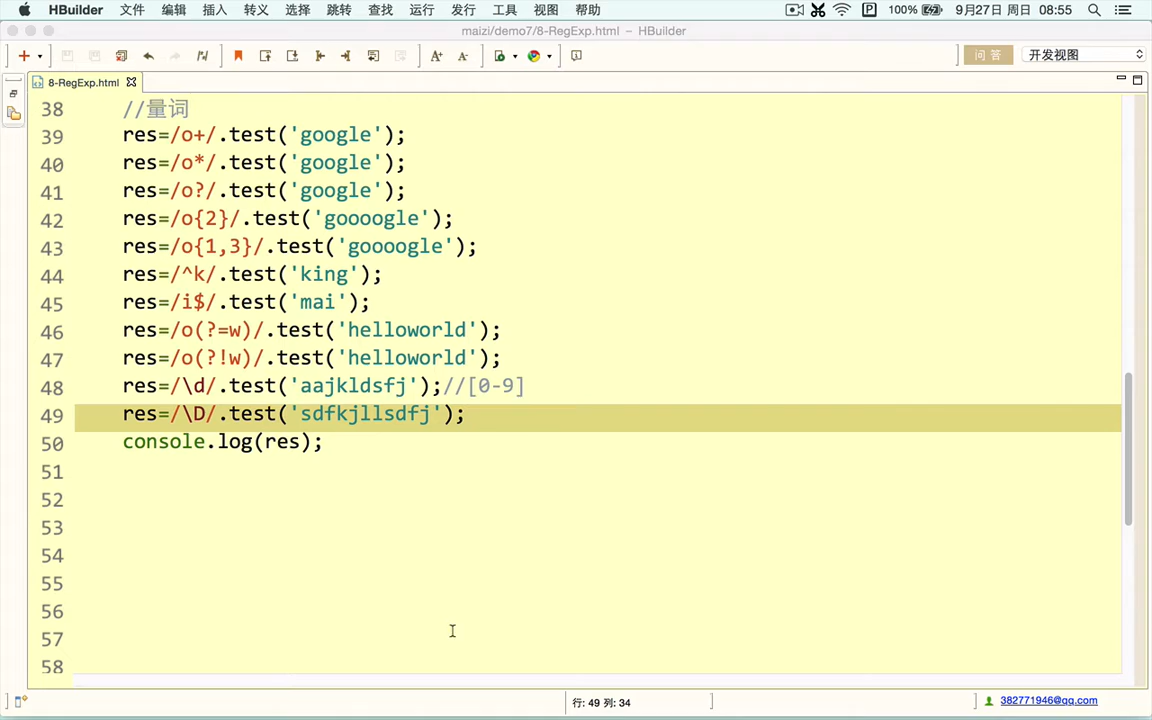 HBuilder 文件 编辑 插入 转义 选择 跳转 查找 运行 发行 工具 视图 帮助 100% 9月27日 周日 08:55
maizi/demo7/8-RegExp.html – HBuilder
问 答 开发视图
8-RegExp.html
38 //量词
39 res=/o+/.test('google');
40 res=/o*/.test('google');
41 res=/o?/.test('google');
42 res=/o{2}/.test('goooogle');
43 res=/o{1,3}/.test('goooogle');
44 res=/^k/.test('king');
45 res=/i$/.test('mai');
46 res=/o(?=w)/.test('helloworld');
47 res=/o(?!w)/.test('helloworld');
48 res=/\d/.test('aajkldsfj');//[0-9]
49 res=/\D/.test('sdfkjllsdfj');
50 console.log(res);
51
52
53
54
55
56
57
58
行: 49 列: 34 382771946@qq.com